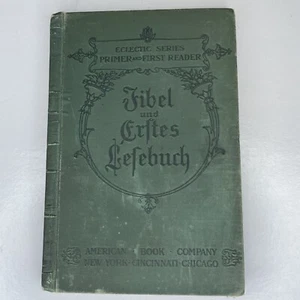 ECLECTIC SERIES
PRIMER AND FIRST READER
Fibel
und
Erſtes
Leſebuch
AMERICAN BOOK COMPANY
NEW YORK·CINCINNATI·CHICAGO